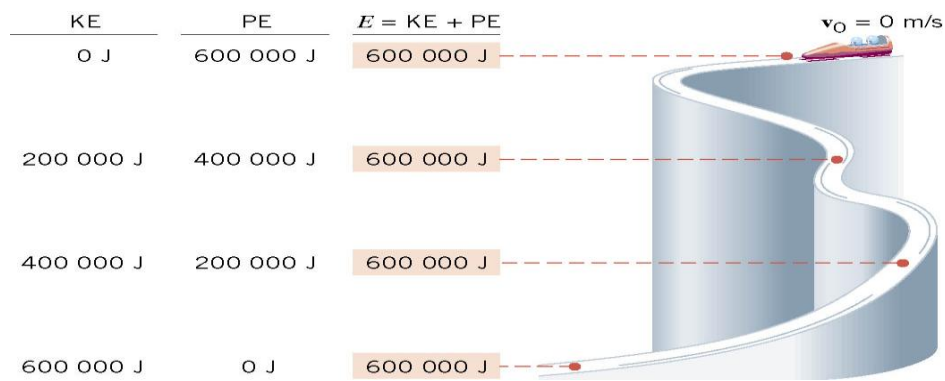 KE PE E = KE + PE v₀ = 0 m/s
0 J 600 000 J 600 000 J
200 000 J 400 000 J 600 000 J
400 000 J 200 000 J 600 000 J
600 000 J 0 J 600 000 J